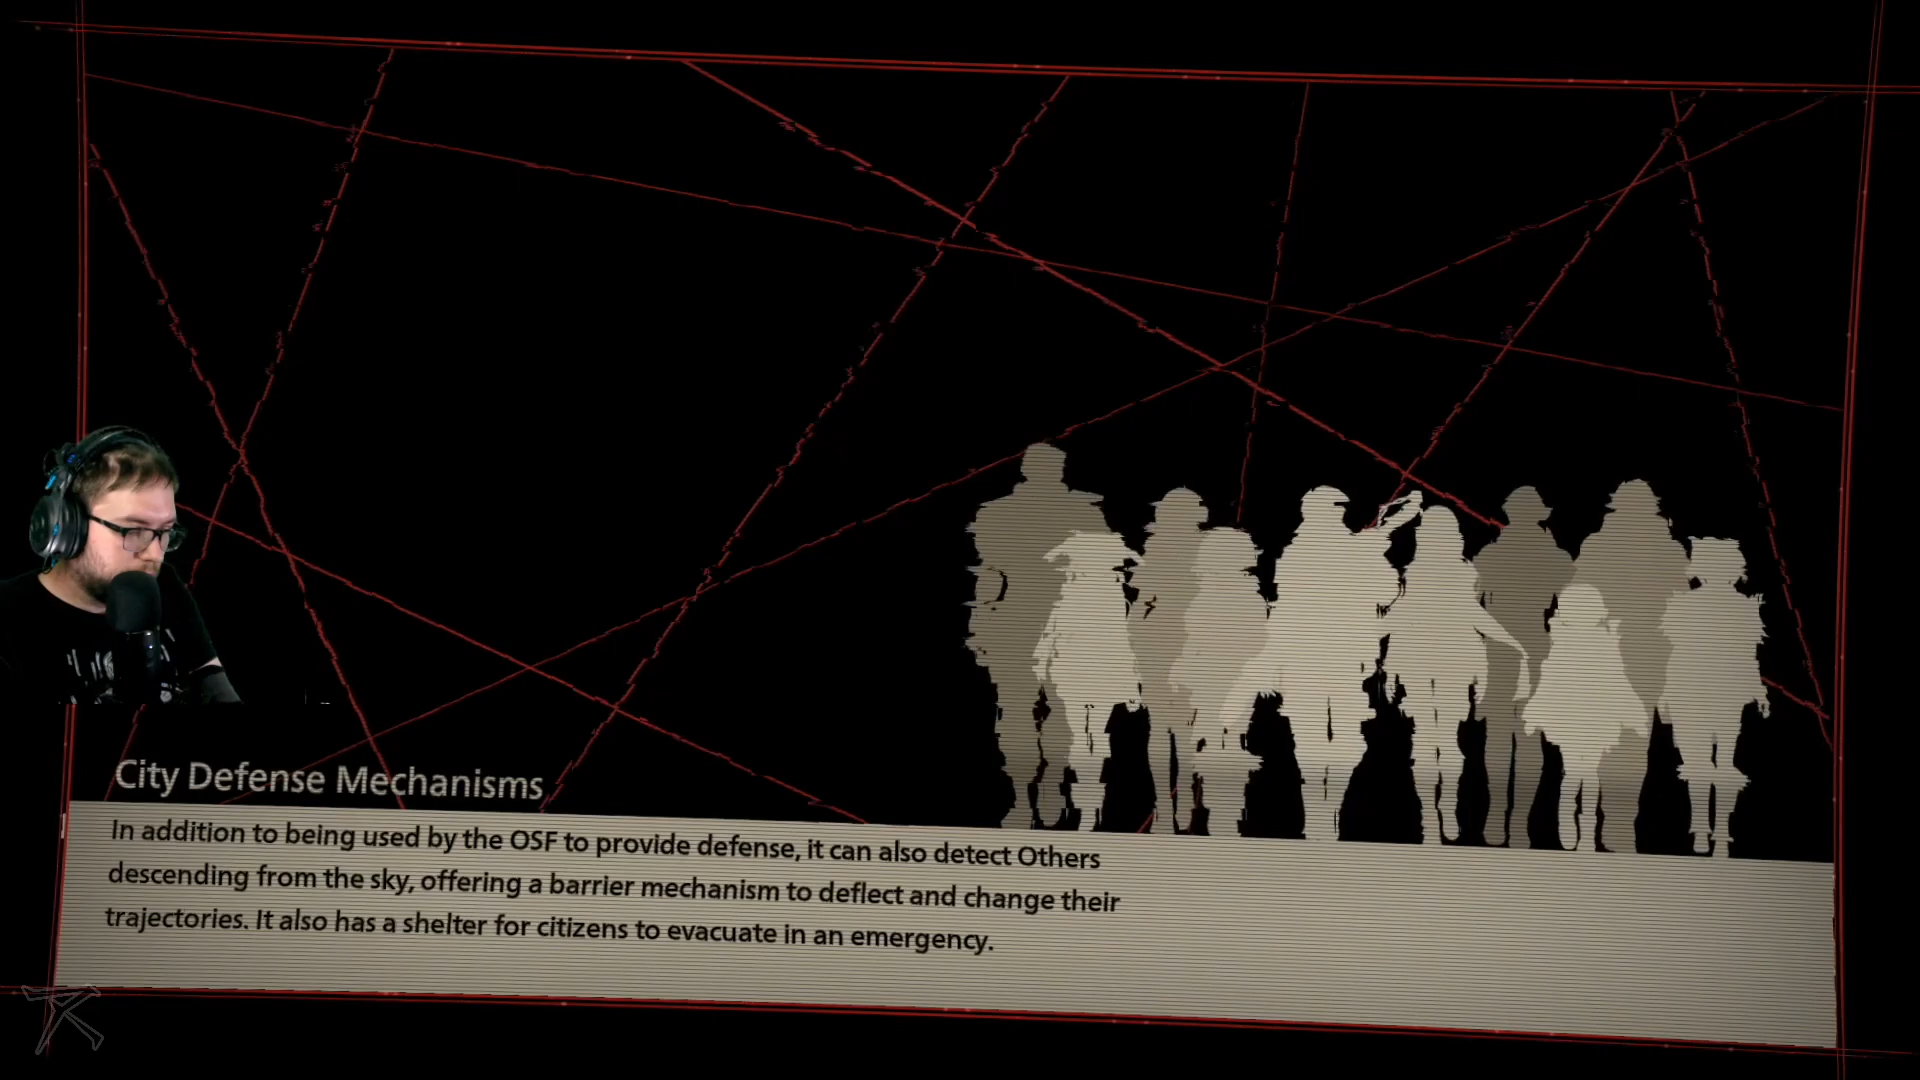 City Defense Mechanisms
In addition to being used by the OSF to provide defense, it can also detect Others
descending from the sky, offering a barrier mechanism to deflect and change their
trajectories. It also has a shelter for citizens to evacuate in an emergency.